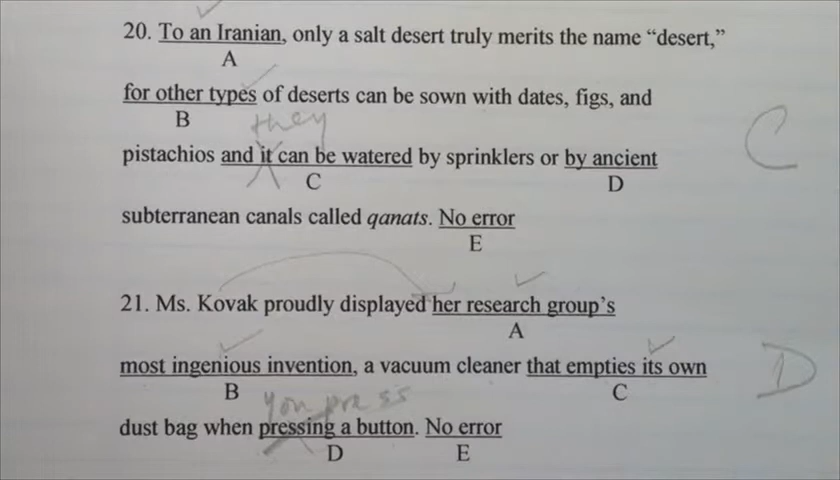 20. To an Iranian, only a salt desert truly merits the name “desert,”
A
for other types of deserts can be sown with dates, figs, and
B
they
pistachios and it can be watered by sprinklers or by ancient
C
C D
subterranean canals called qanats. No error
E
21. Ms. Kovak proudly displayed her research group’s
A
most ingenious invention, a vacuum cleaner that empties its own
B C
D
you press
dust bag when pressing a button. No error
D E